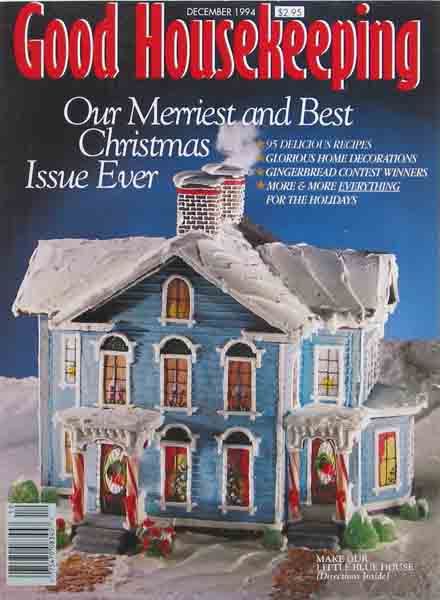 DECEMBER 1994 $2.95
Good Housekeeping
Our Merriest and Best
Christmas
Issue Ever
95 DELICIOUS RECIPES
GLORIOUS HOME DECORATIONS
GINGERBREAD CONTEST WINNERS
MORE & MORE EVERYTHING
FOR THE HOLIDAYS
MAKE OUR
LITTLE BLUE HOUSE
(Directions Inside)